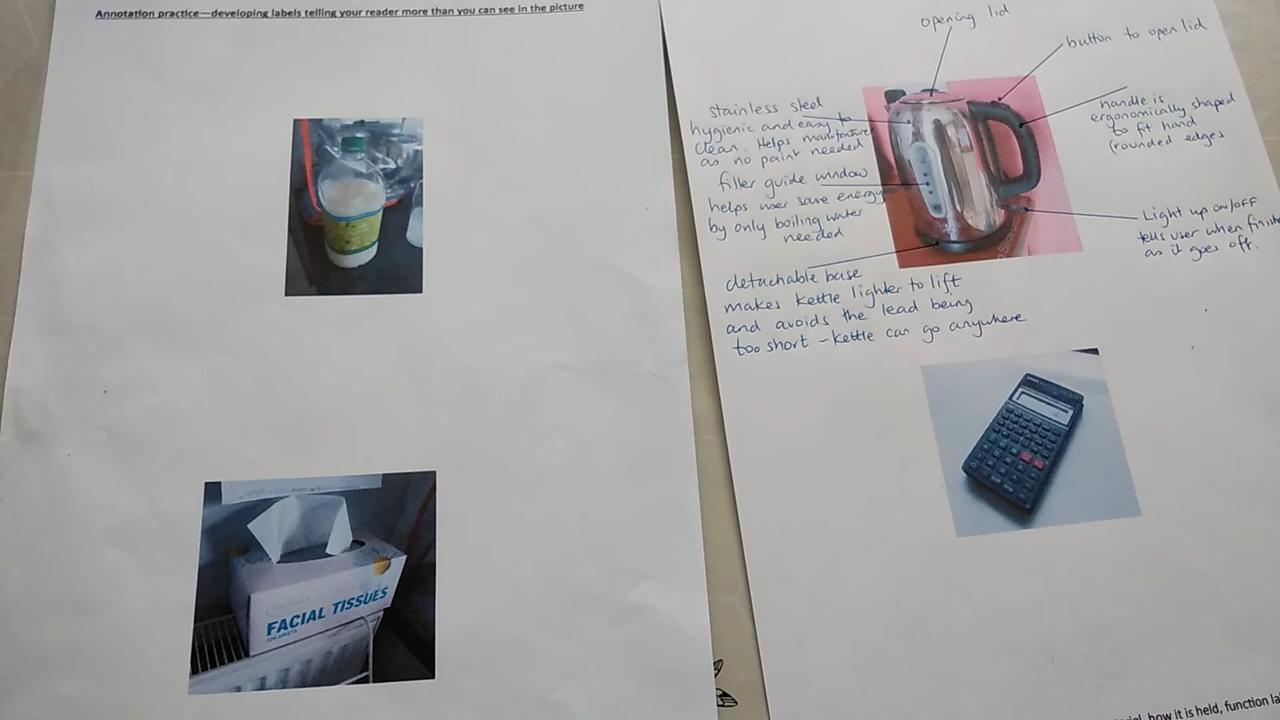 Annotation practice—developing labels telling your reader more than you can see in the picture
FACIAL TISSUES
opening lid
button to open lid
stainless steel
hygienic and easy to
clean. Helps manufacture
as no paint needed
handle is
ergonomically shaped
to fit hand
(rounded edges
filler guide window
helps user save energy
by only boiling water
needed
Light up on/off
tells user when finish
as it goes off.
detachable base
makes kettle lighter to lift
and avoids the lead being
too short - kettle can go anywhere
how it is held, function la